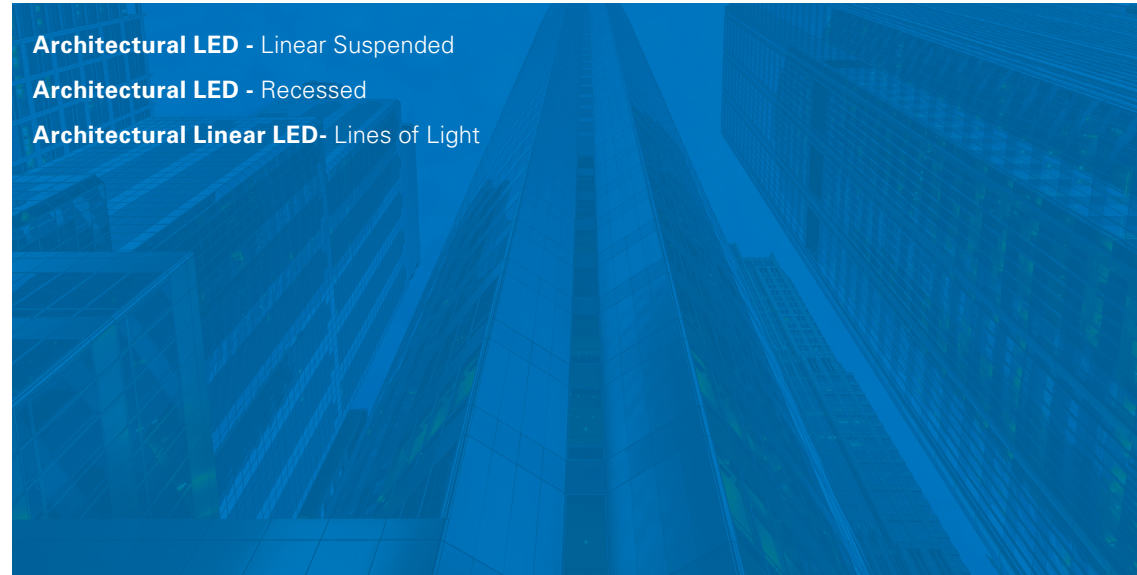 Architectural LED - Linear Suspended
Architectural LED - Recessed
Architectural Linear LED- Lines of Light